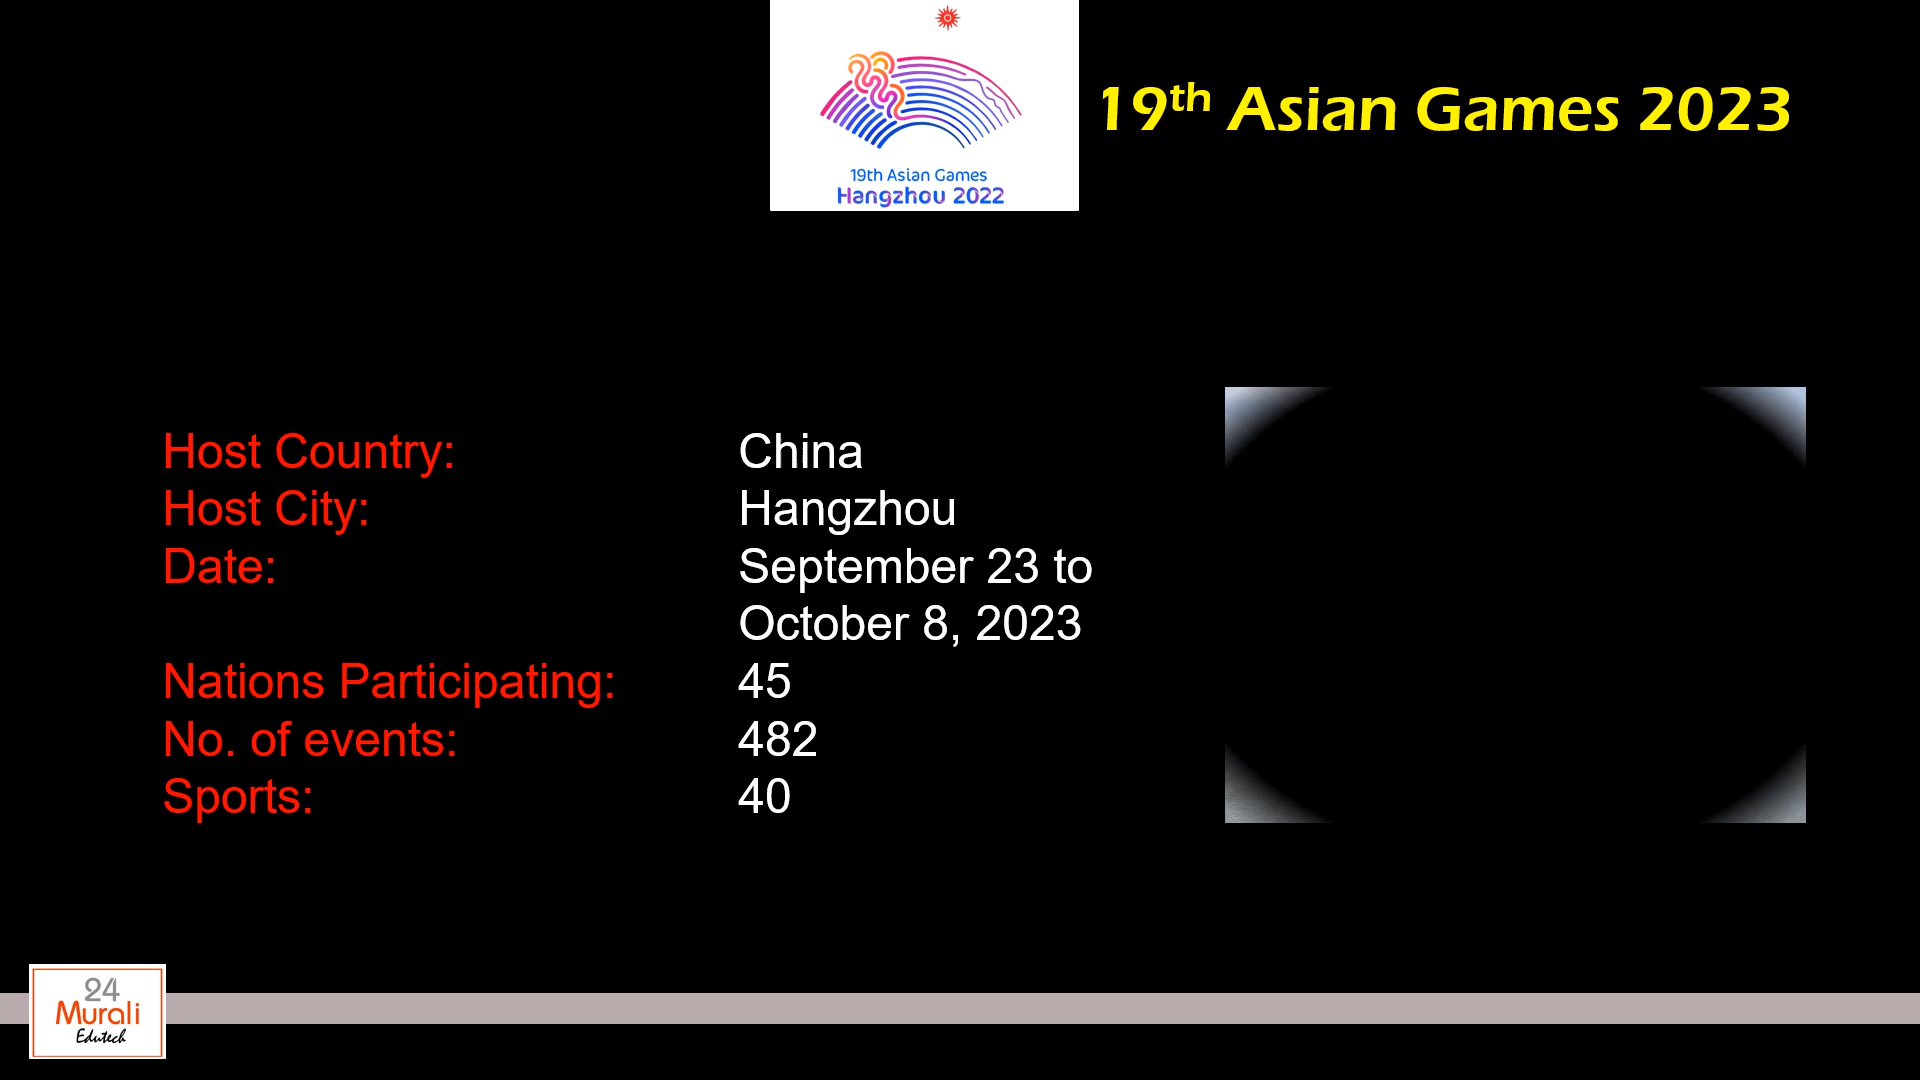 19th Asian Games
Hangzhou 2022
19th Asian Games 2023
Host Country: China
Host City: Hangzhou
Date: September 23 to
October 8, 2023
Nations Participating: 45
No. of events: 482
Sports: 40
24
Murali
Edutech